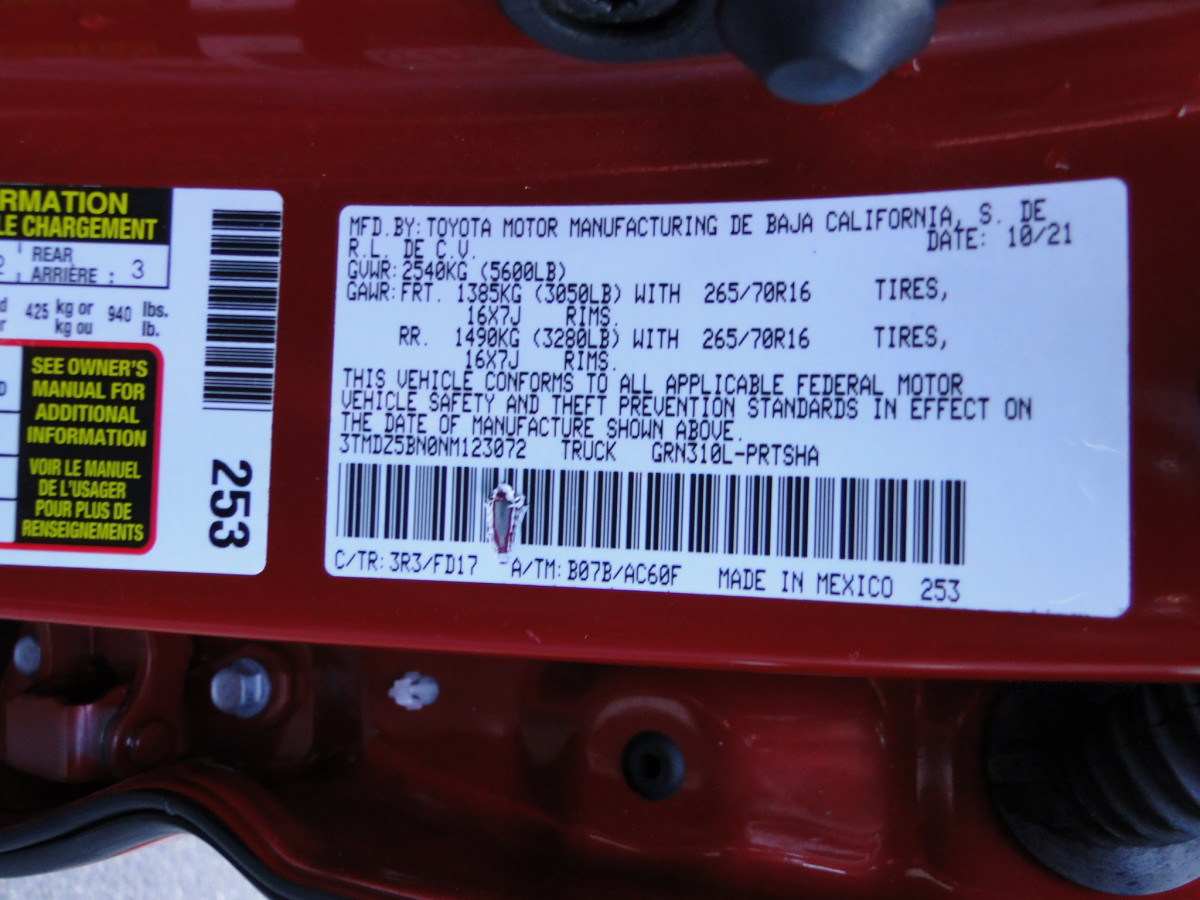 RMATION
LE CHARGEMENT
REAR
ARRIÈRE : 3
425 kg or 940 lbs.
kg ou lb.
SEE OWNER'S
MANUAL FOR
ADDITIONAL
INFORMATION
VOIR LE MANUEL
DE L'USAGER
POUR PLUS DE
RENSEIGNEMENTS
253
MFD.BY:TOYOTA MOTOR MANUFACTURING DE BAJA CALIFORNIA, S. DE
R.L. DE C.V. DATE: 10/21
GVWR:2540KG (5600LB)
GAWR:FRT. 1385KG (3050LB) WITH 265/70R16 TIRES,
16X7J RIMS.
RR. 1490KG (3280LB) WITH 265/70R16 TIRES,
16X7J RIMS.
THIS VEHICLE CONFORMS TO ALL APPLICABLE FEDERAL MOTOR
VEHICLE SAFETY AND THEFT PREVENTION STANDARDS IN EFFECT ON
THE DATE OF MANUFACTURE SHOWN ABOVE.
3TMDZ5BN0NM123072 TRUCK GRN310L-PRTSHA
C/TR:3R3/FD17 A/TM:B07B/AC60F MADE IN MEXICO 253